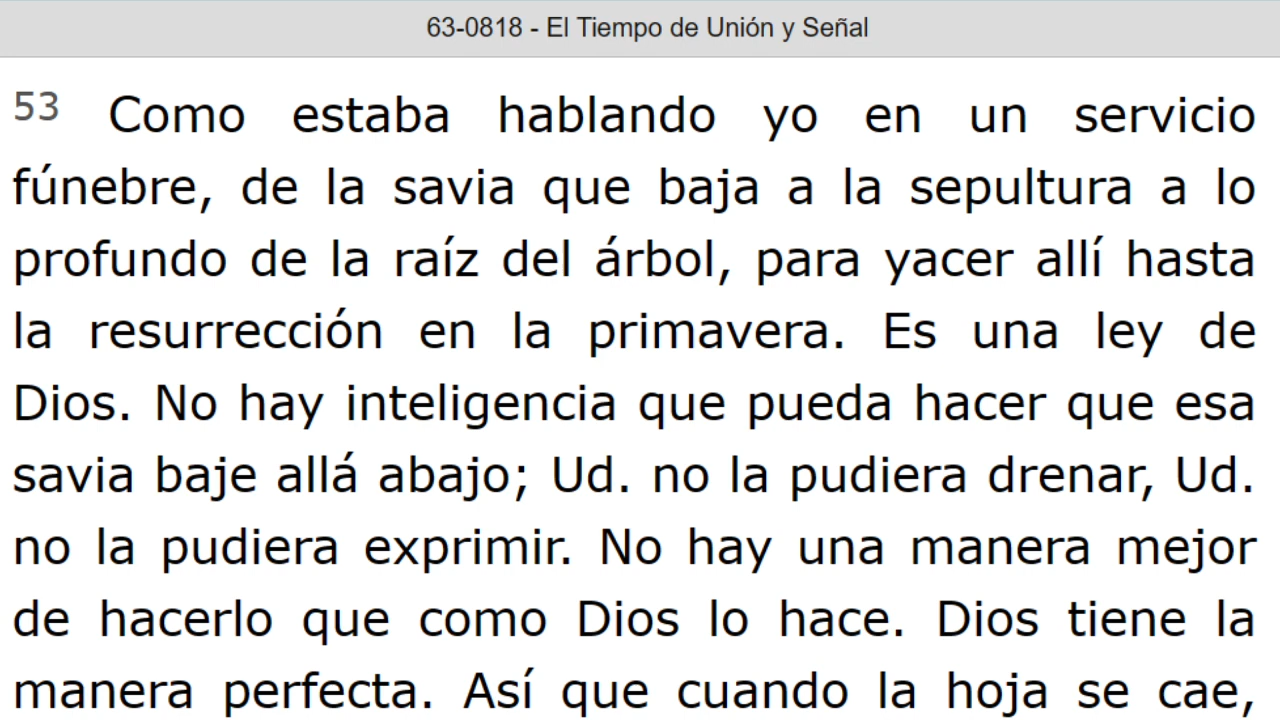 63-0818 - El Tiempo de Unión y Señal
53 Como estaba hablando yo en un servicio
fúnebre, de la savia que baja a la sepultura a lo
profundo de la raíz del árbol, para yacer allí hasta
la resurrección en la primavera. Es una ley de
Dios. No hay inteligencia que pueda hacer que esa
savia baje allá abajo; Ud. no la pudiera drenar, Ud.
no la pudiera exprimir. No hay una manera mejor
de hacerlo que como Dios lo hace. Dios tiene la
manera perfecta. Así que cuando la hoja se cae,